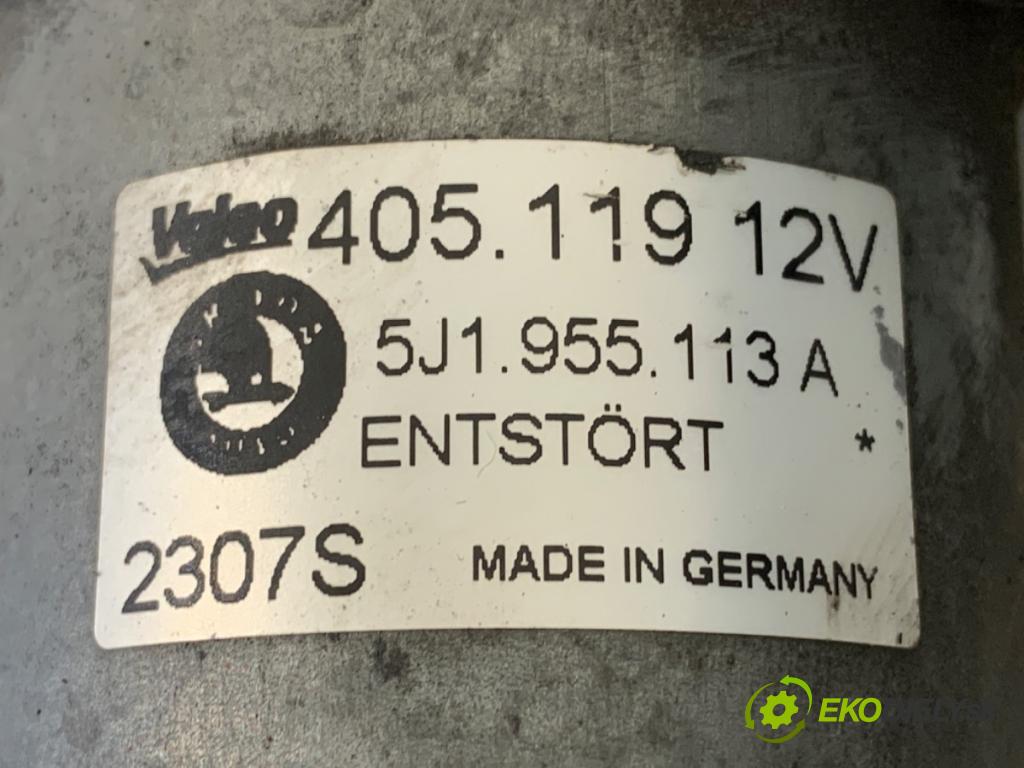 Valeo 405.119 12V
5J1.955.113 A
ENTSTÖRT *
2307S MADE IN GERMANY
EKO